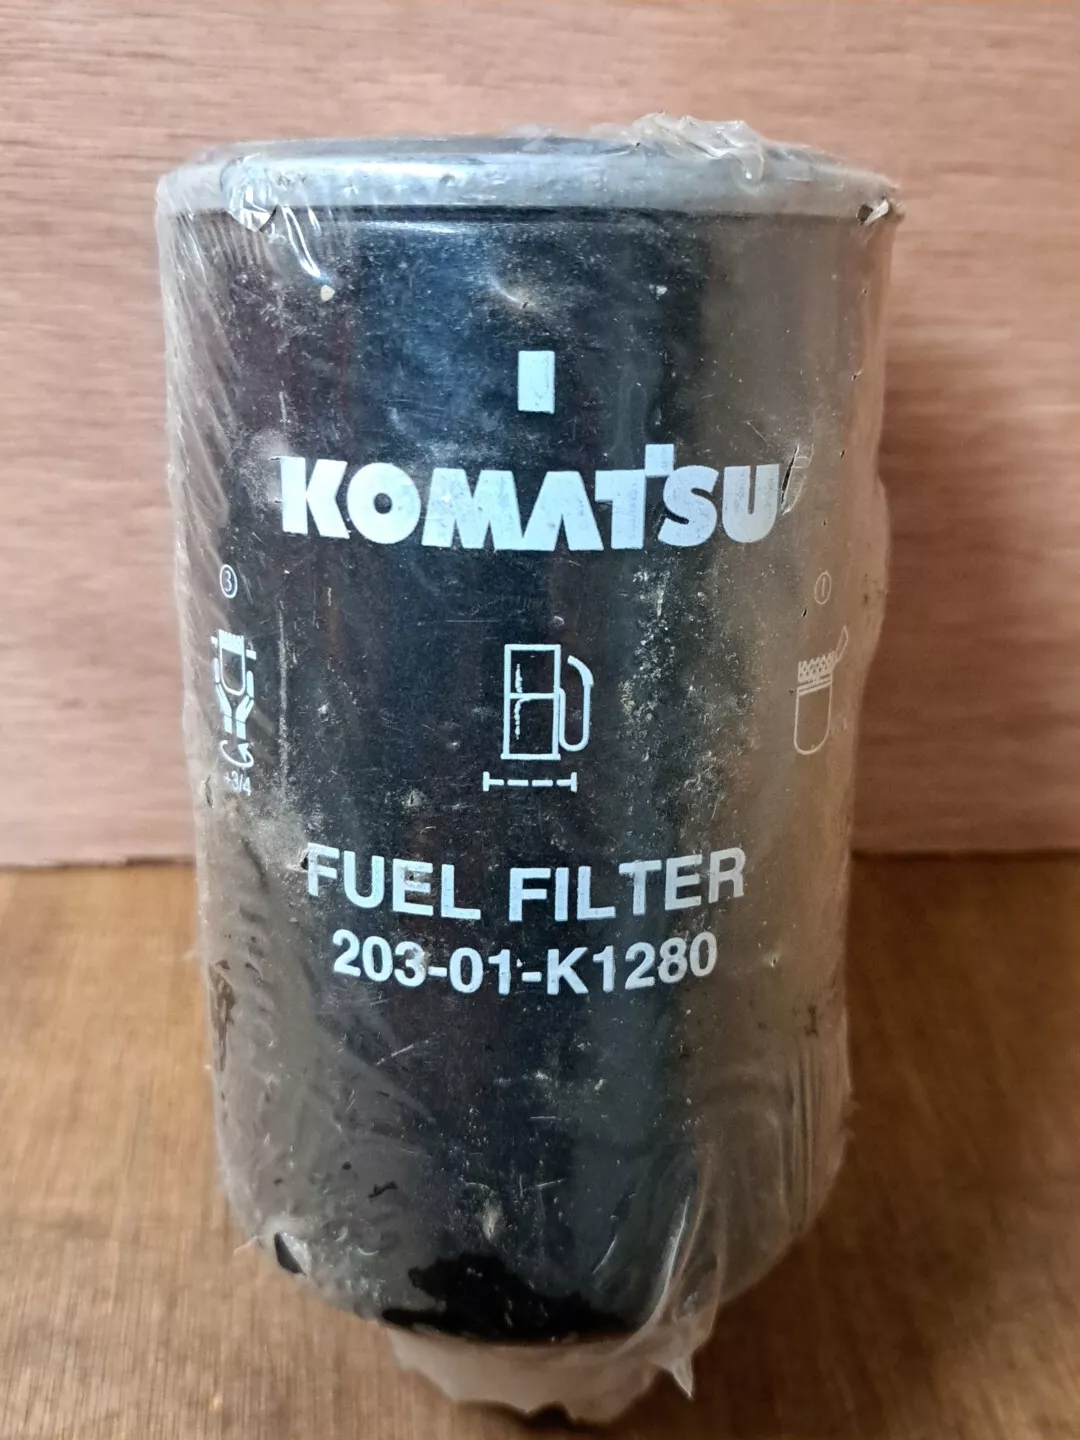 KOMATSU
③
①
+3/4
FUEL FILTER
203-01-K1280